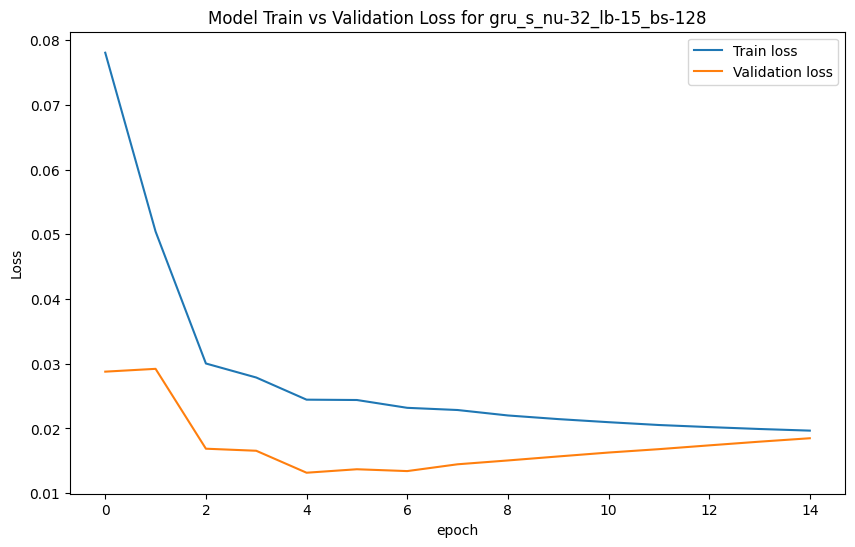 Model Train vs Validation Loss for gru_s_nu-32_lb-15_bs-128
Train loss
Validation loss
0.08
0.07
0.06
0.05
0.04
0.03
0.02
0.01
Loss
0 2 4 6 8 10 12 14
epoch